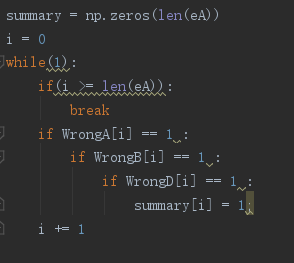 summary = np.zeros(len(eA))
i = 0
while(1):
    if(i >= len(eA)):
        break
    if WrongA[i] == 1 :
        if WrongB[i] == 1 :
            if WrongD[i] == 1 :
                summary[i] = 1;
    i += 1